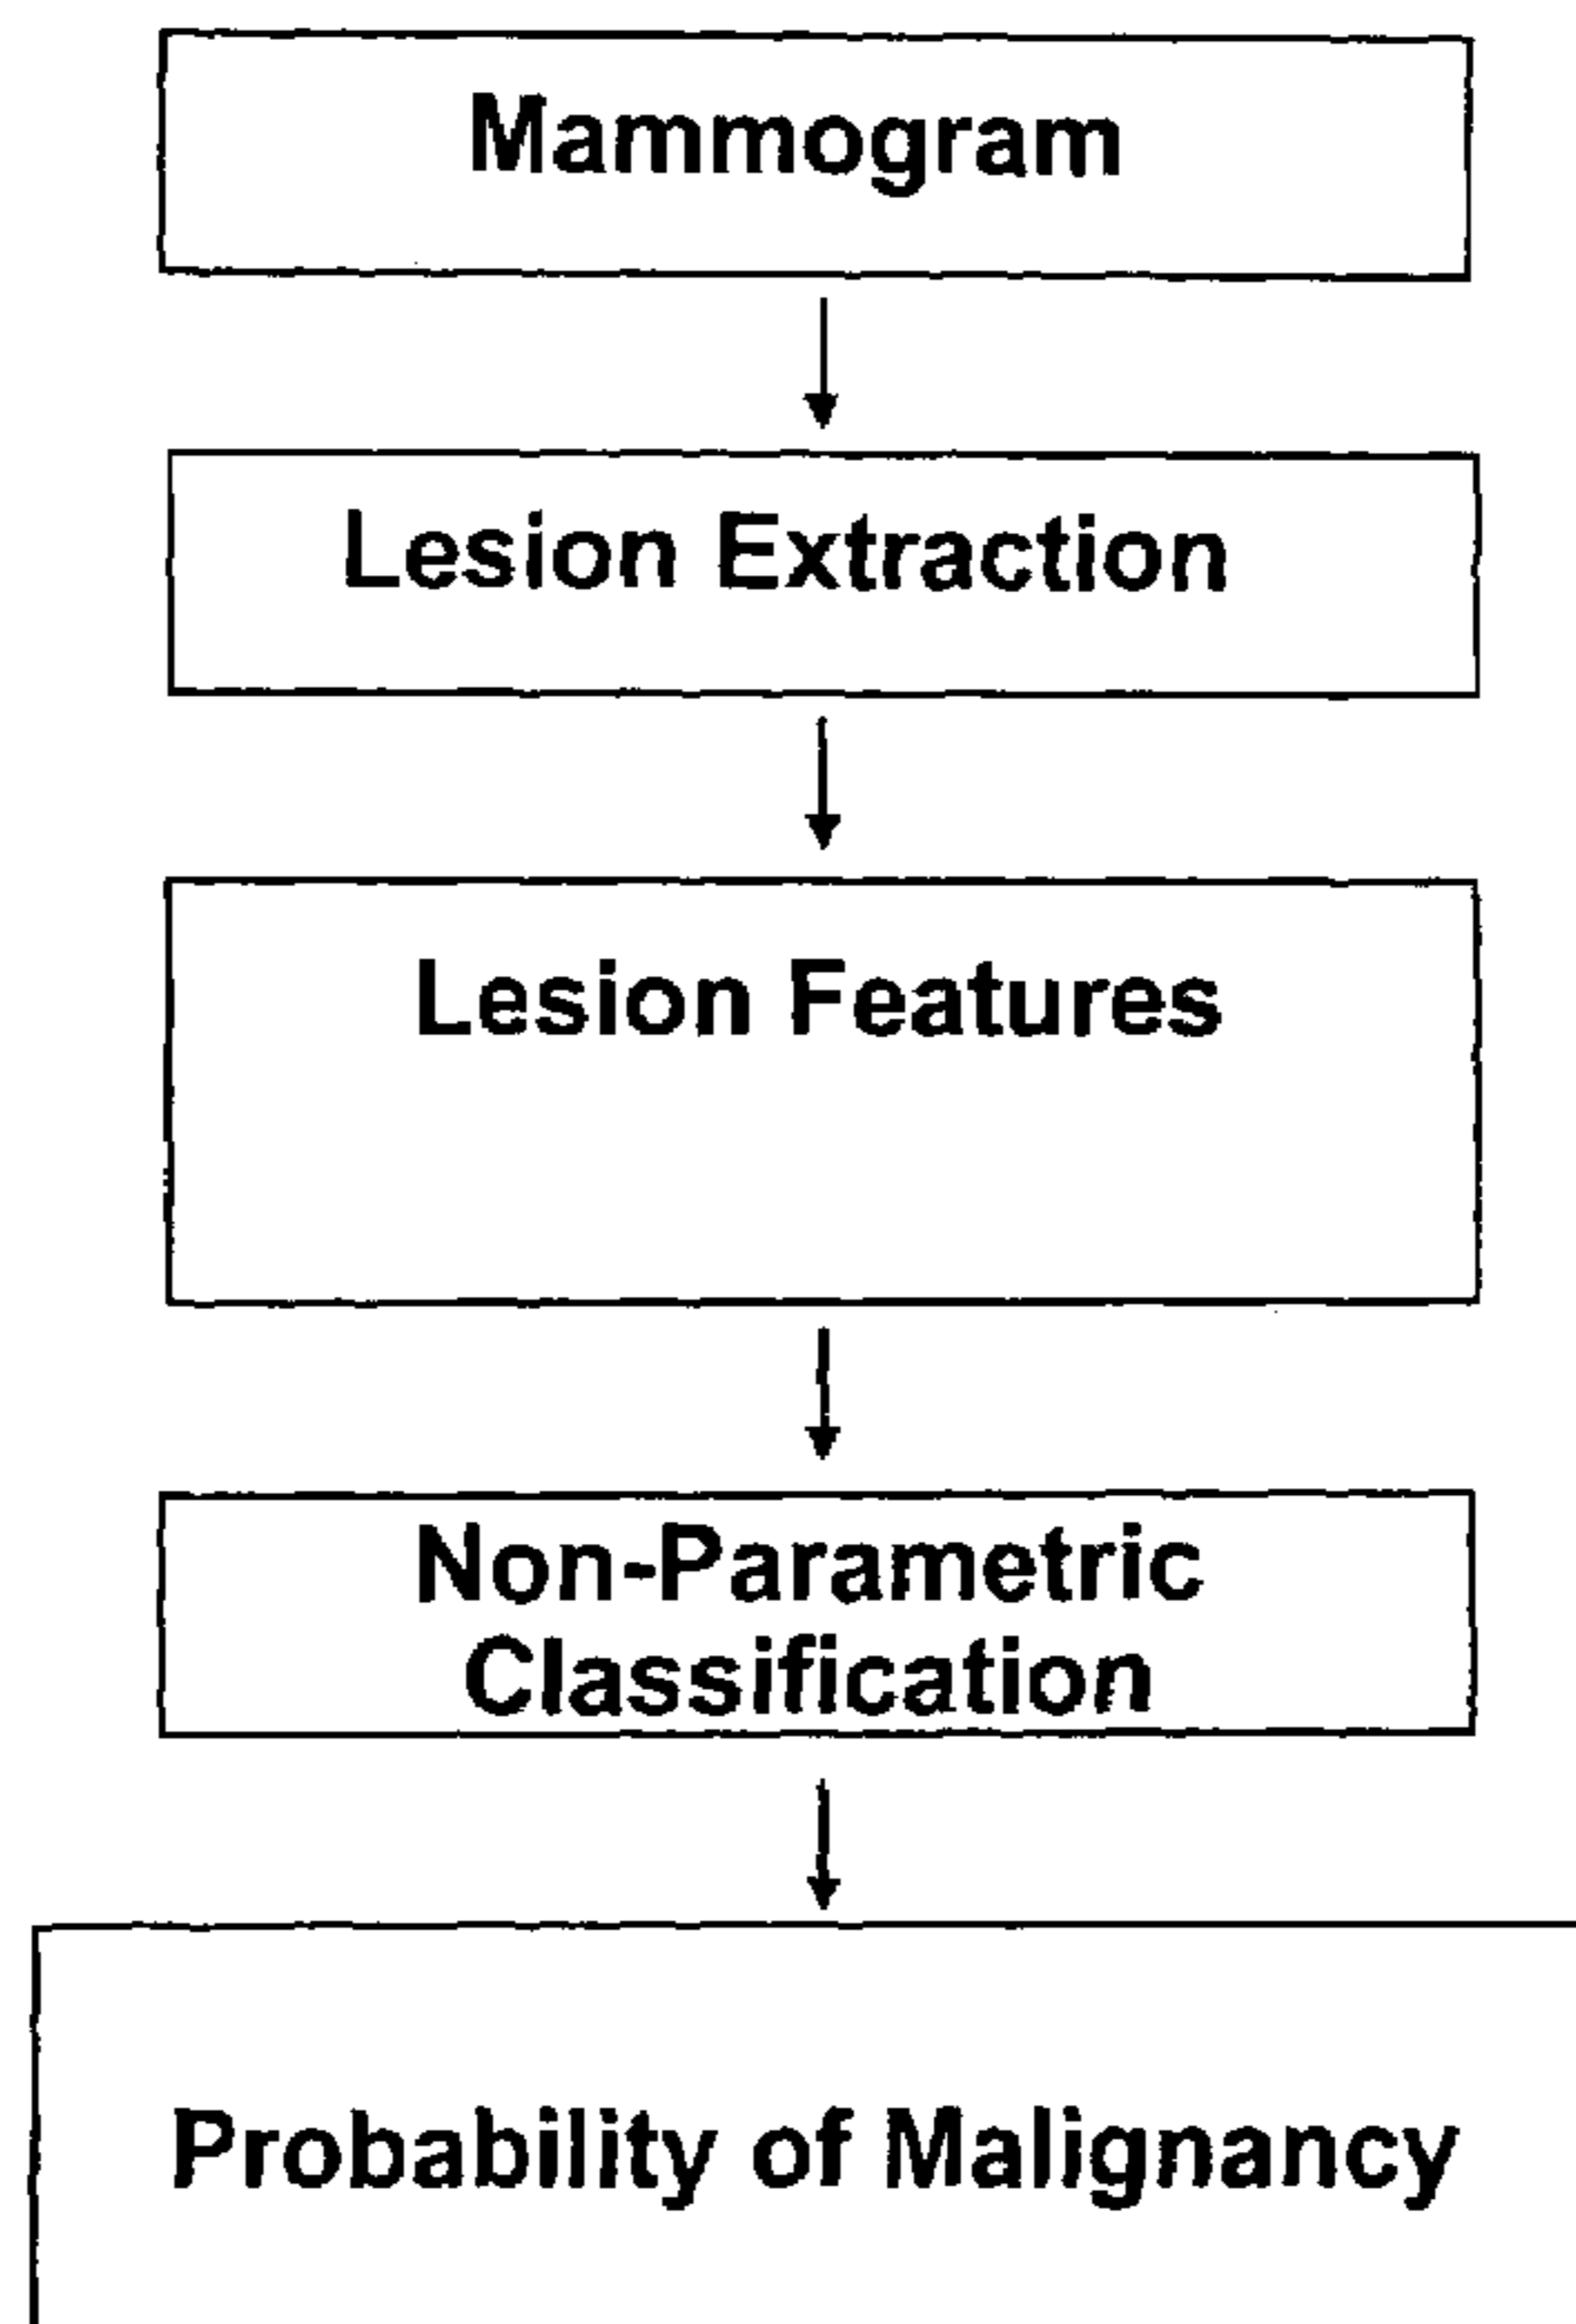 Mammogram
Lesion Extraction
Lesion Features
Non-Parametric
Classification
Probability of Malignancy